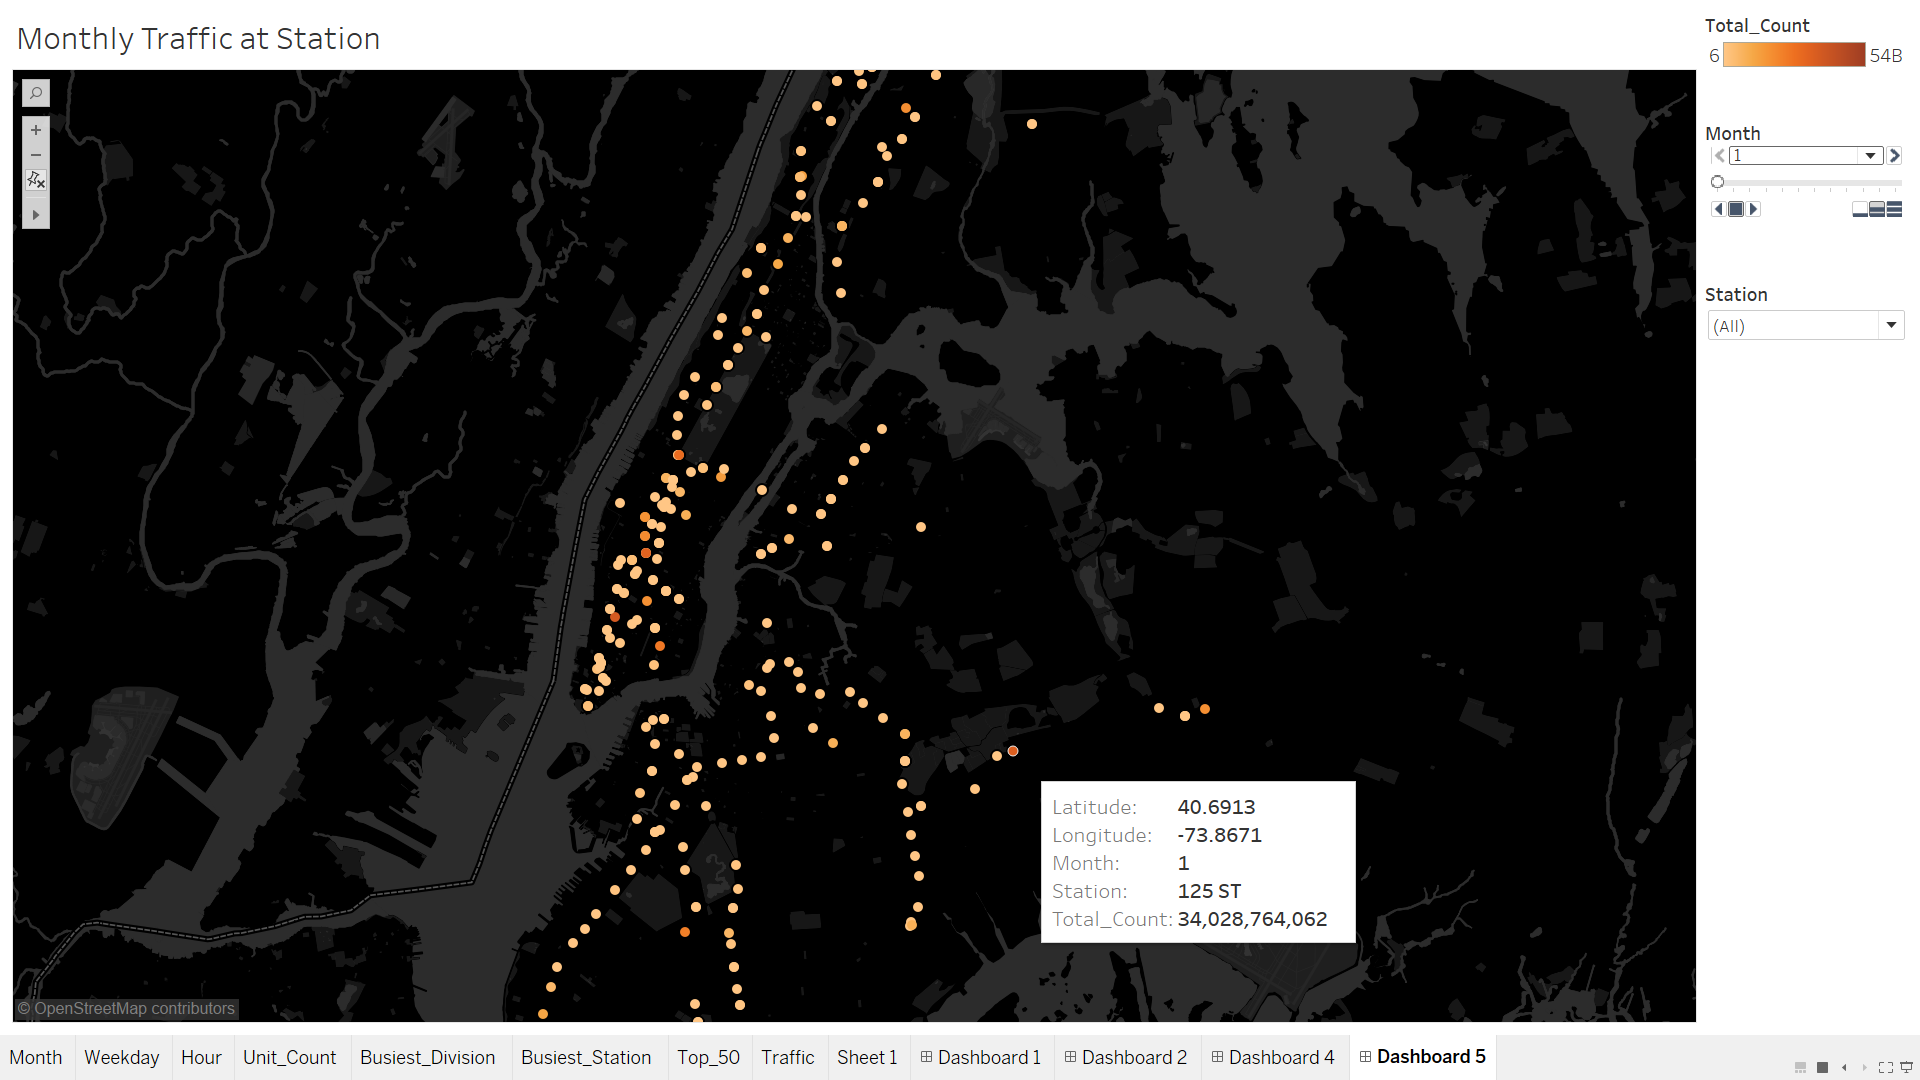 Monthly Traffic at Station
Total_Count
6 54B
Month
1
Station
(All)
Latitude: 40.6913
Longitude: -73.8671
Month: 1
Station: 125 ST
Total_Count: 34,028,764,062
© OpenStreetMap contributors
Month Weekday Hour Unit_Count Busiest_Division Busiest_Station Top_50 Traffic Sheet 1 Dashboard 1 Dashboard 2 Dashboard 4 Dashboard 5